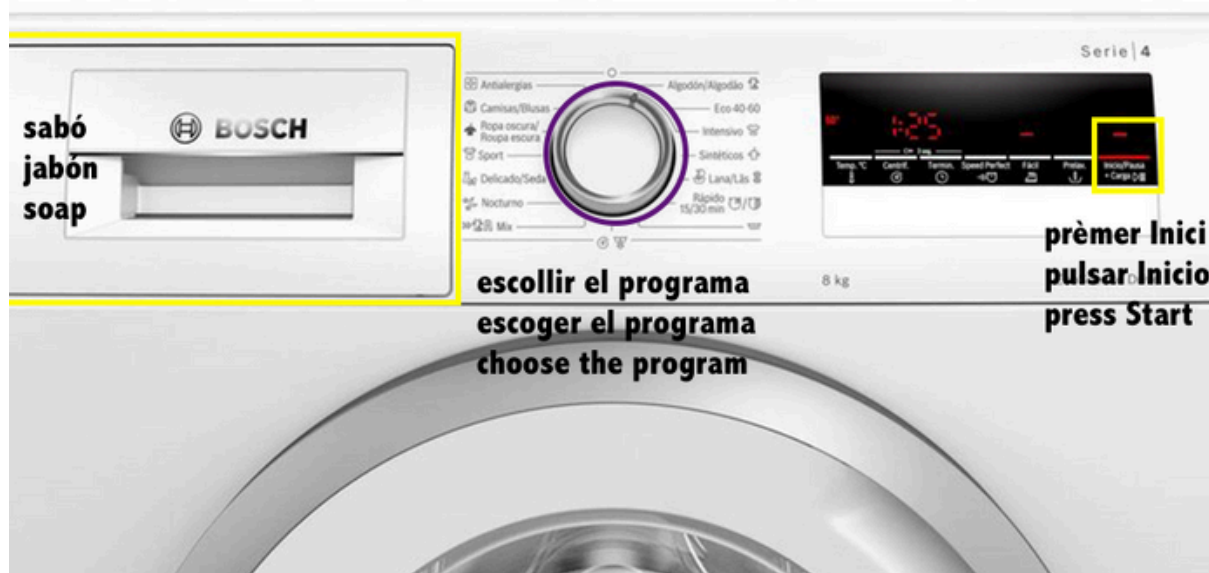 Serie | 4
sabó
jabón
soap
BOSCH
Antialergias
Camisas/Blusas
Ropa oscura/
Roupa escura
Sport
Delicado/Seda
Nocturno
Mix
Algodón/Algodão
Eco 40-60
Intensivo
Sintéticos
Lana/Lãs
Rápido
15/30 min
1:25
Temp. °C
Centrif.
Termin.
Speed Perfect
Fácil
Prelav.
Inicio/Pausa
+ Carga
8 kg
escollir el programa
escoger el programa
choose the program
prèmer Inici
pulsar Inicio
press Start